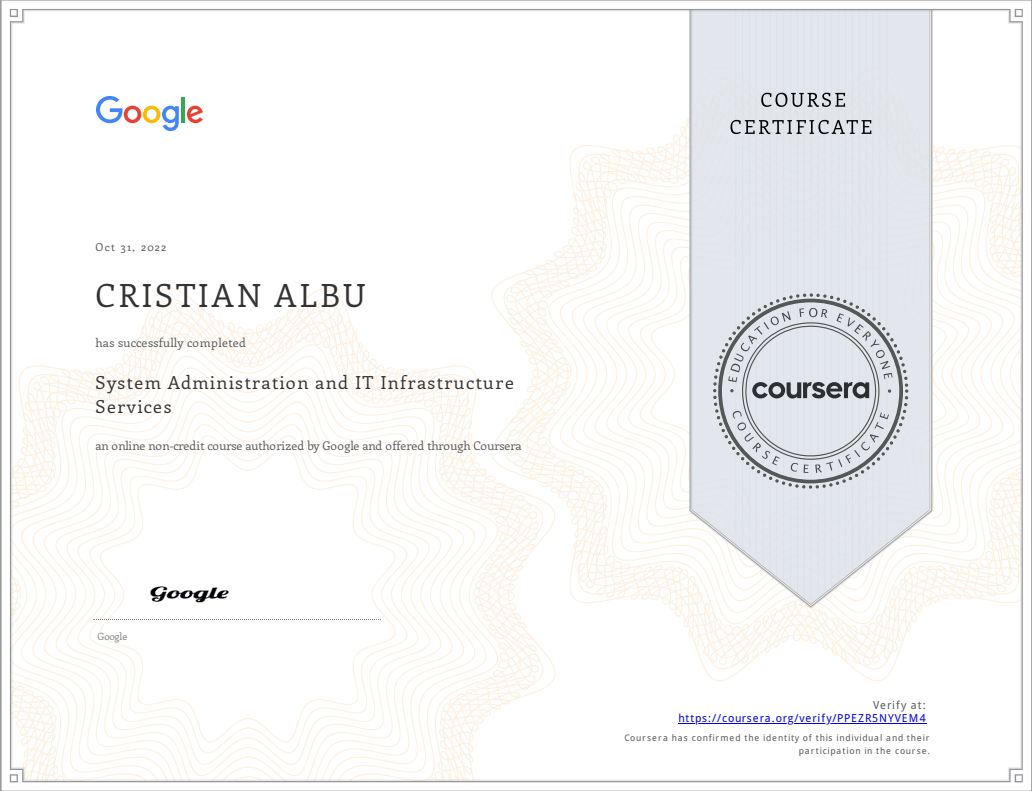 Google
COURSE
CERTIFICATE
Oct 31, 2022
CRISTIAN ALBU
has successfully completed
System Administration and IT Infrastructure
Services
an online non-credit course authorized by Google and offered through Coursera
EDUCATION FOR EVERYONE
coursera
COURSE CERTIFICATE
Google
Google
Verify at:
https://coursera.org/verify/PPEZR5NYVEM4
Coursera has confirmed the identity of this individual and their
participation in the course.